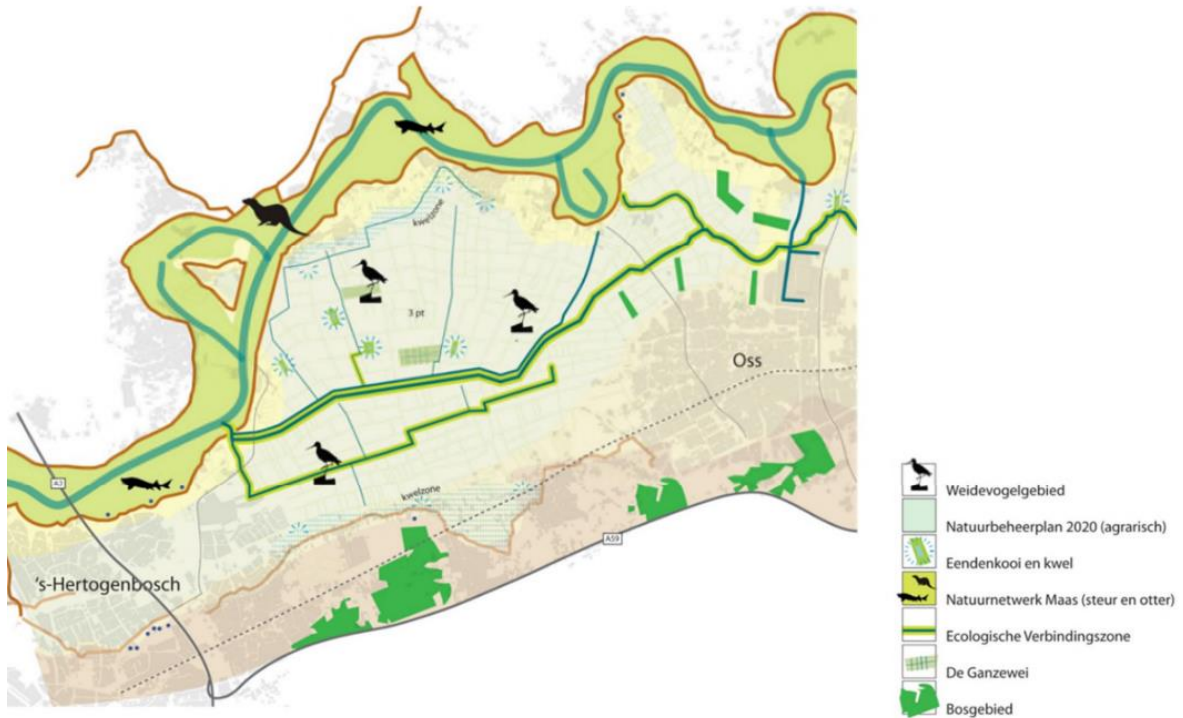 kwelzone
3 pt
Oss
A3
kwelzone
A59
's-Hertogenbosch
Weidevogelgebied
Natuurbeheerplan 2020 (agrarisch)
Eendenkooi en kwel
Natuurnetwerk Maas (steur en otter)
Ecologische Verbindingszone
De Ganzewei
Bosgebied